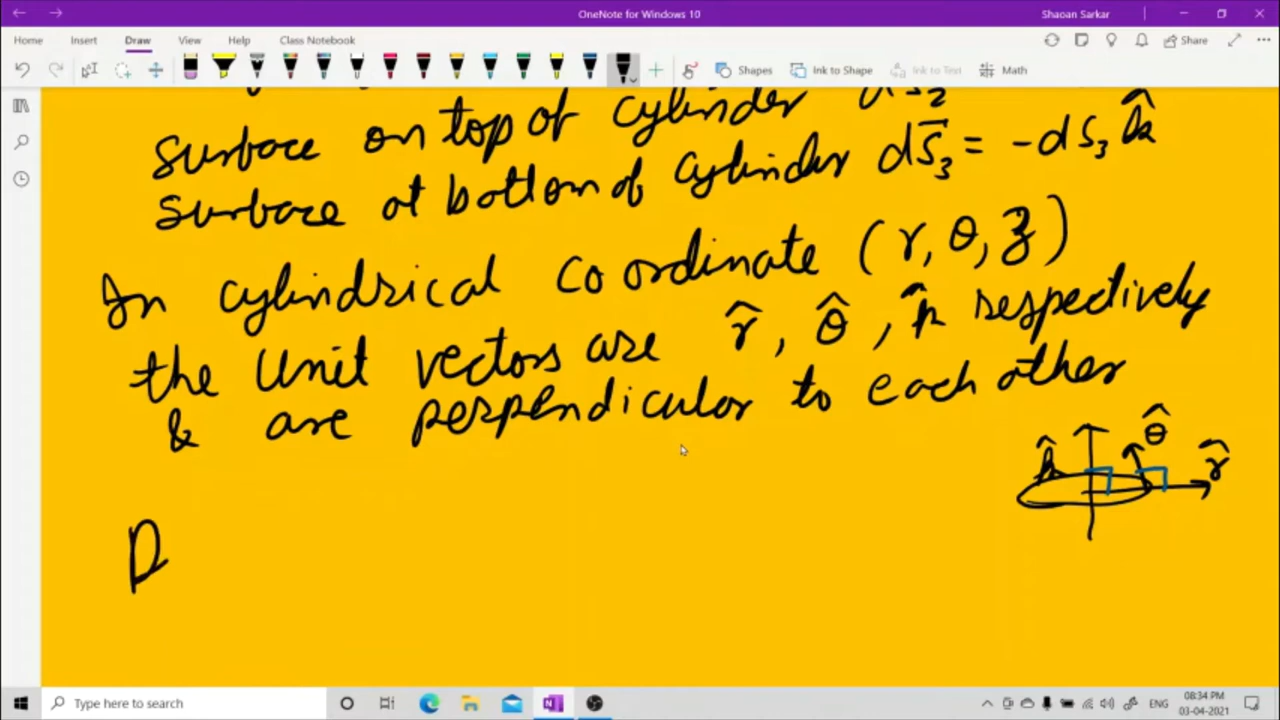 OneNote for Windows 10
Shaoan Sarkar
Home Insert Draw View Help Class Notebook
Share
Shapes Ink to Shape Ink to Text Math
surface on top of cylinder dS₂
surface at bottom of cylinder dS⃗₃ = -dS₃ k̂
In cylindrical coordinate (r, θ, z)
the unit vectors are r̂, θ̂, k̂ respectively
& are perpendicular to each other
θ̂
k̂ r̂
D
Type here to search
ENG 08:34 PM
03-04-2021